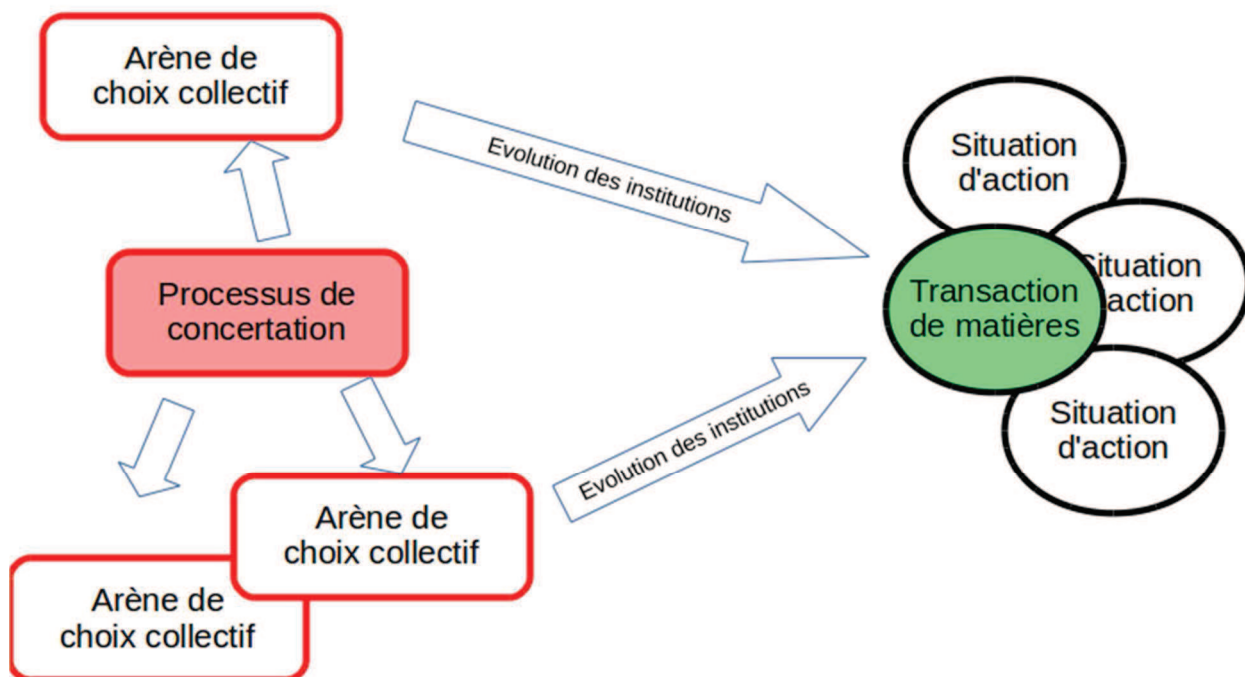 Arène de
choix collectif
Evolution des institutions
Situation
d'action
Processus de
concertation
Transaction
de matières
Situation
action
Evolution des institutions
Situation
d'action
Arène de
choix collectif
Arène de
choix collectif